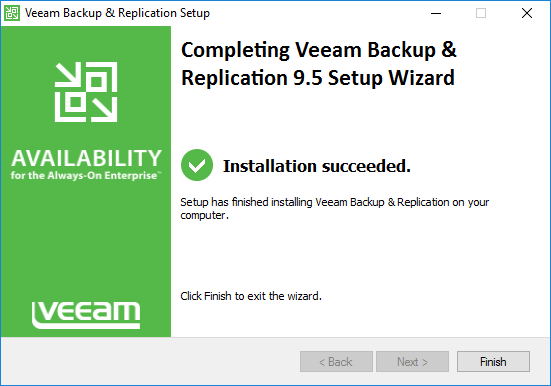 Veeam Backup & Replication Setup
Completing Veeam Backup &
Replication 9.5 Setup Wizard
AVAILABILITY
for the Always-On Enterprise™
Installation succeeded.
Setup has finished installing Veeam Backup & Replication on your
computer.
Click Finish to exit the wizard.
veeam
< Back
Next >
Finish